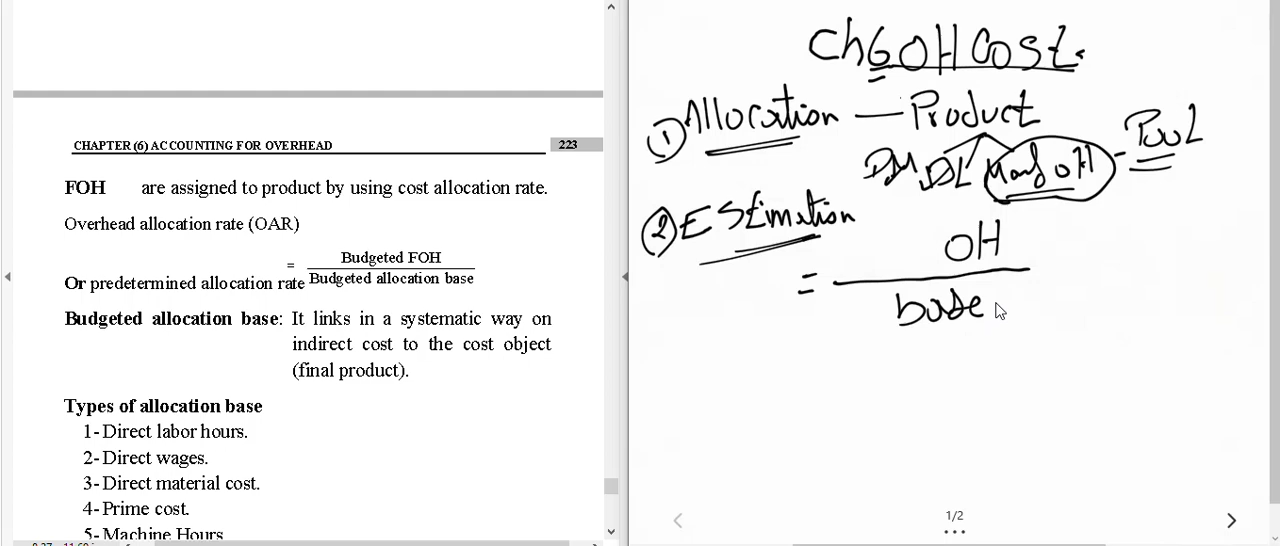 CHAPTER (6) ACCOUNTING FOR OVERHEAD 223
FOH are assigned to product by using cost allocation rate.
Overhead allocation rate (OAR)
= Budgeted FOH
Or predetermined allocation rate Budgeted allocation base
Budgeted allocation base: It links in a systematic way on
indirect cost to the cost object
(final product).
Types of allocation base
1- Direct labor hours.
2- Direct wages.
3- Direct material cost.
4- Prime cost.
5- Machine Hours
Ch6 OH Cost.
① Allocation — Product
DM DL Manf OH - Pool
② EStimation
= OH
base
1/2